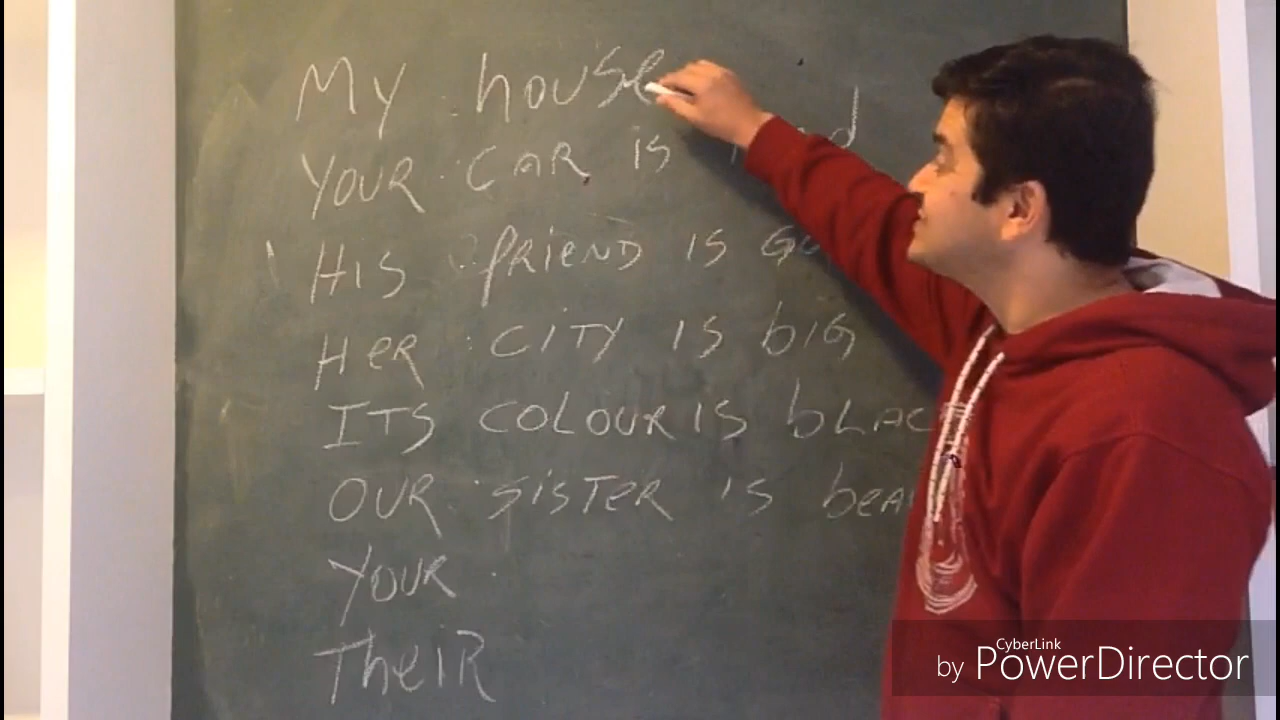 My house
YOUR CAR is
His friend is
Her city is big
ITS COLOUR is
OUR sister is
YOUR
Their
CyberLink
by PowerDirector